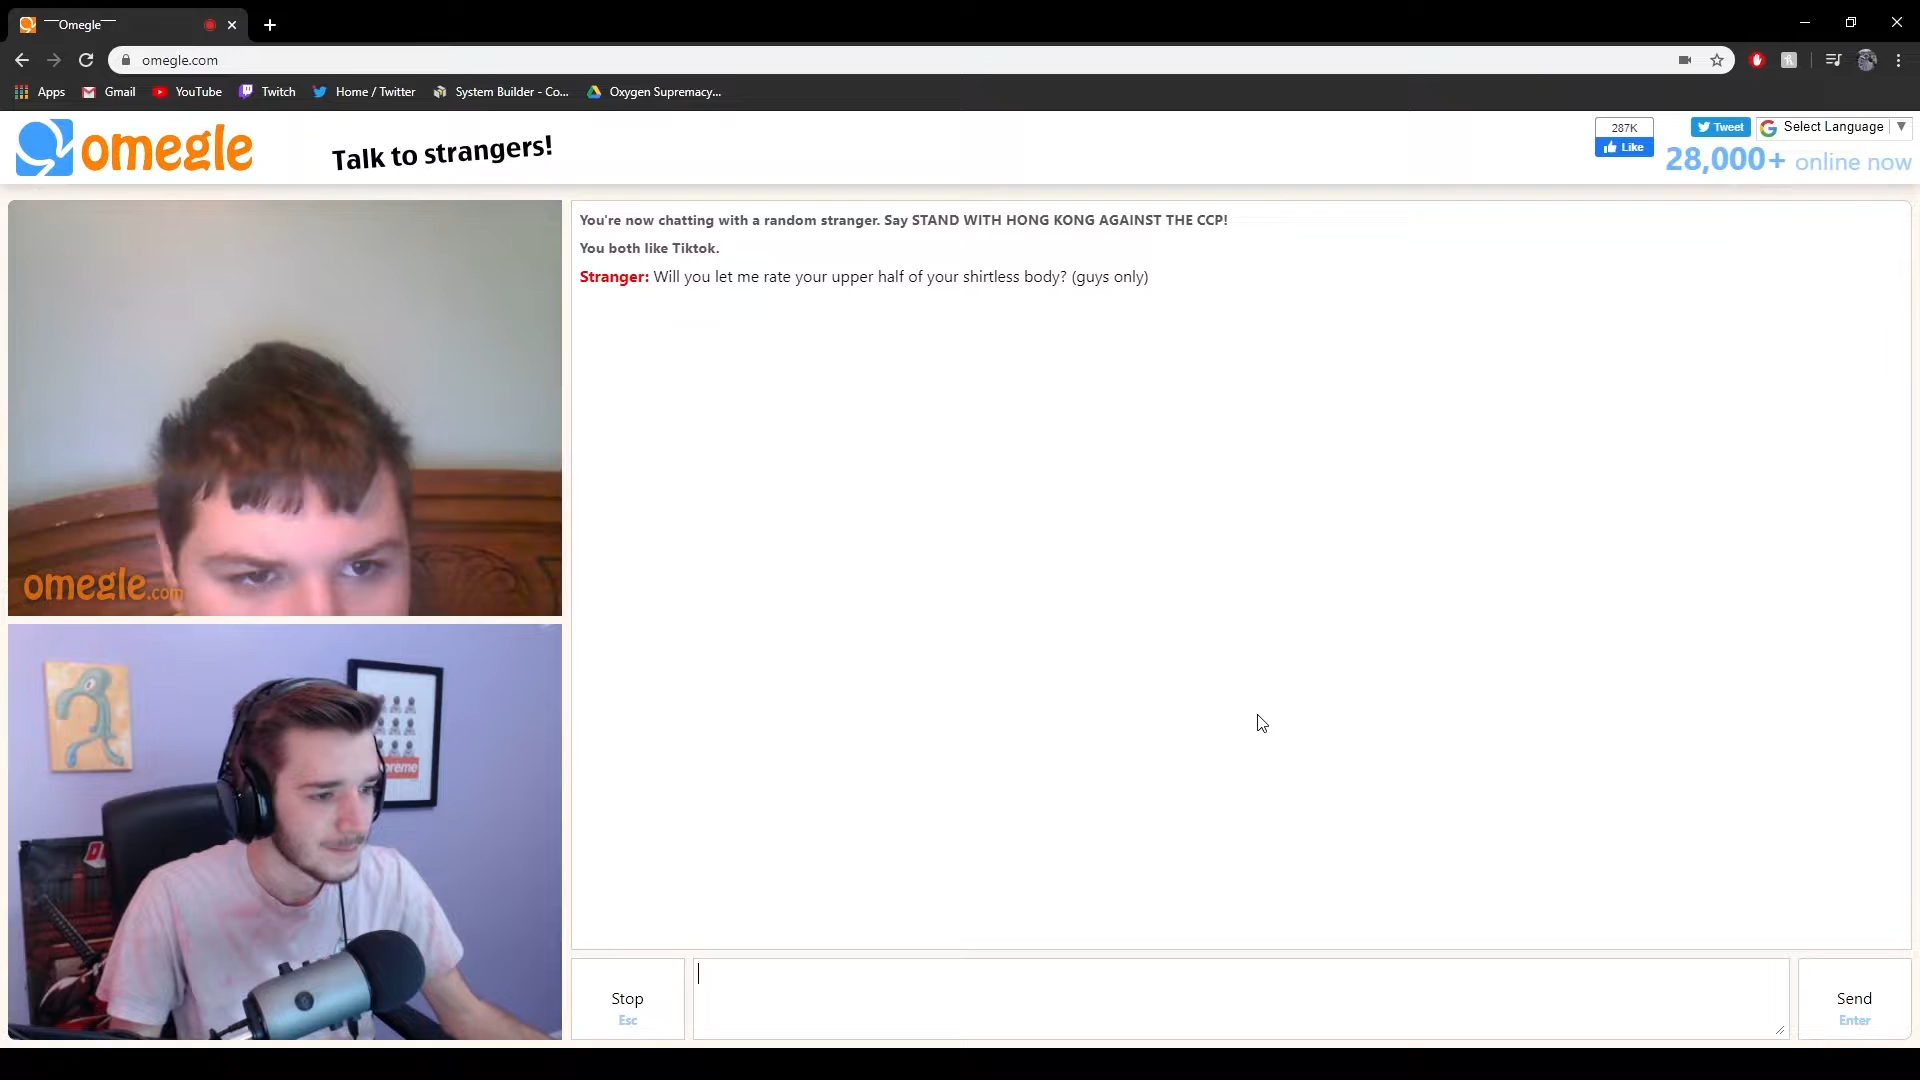 Omegle
omegle.com
Apps
Gmail
YouTube
Twitch
Home / Twitter
System Builder - Co...
Oxygen Supremacy...
omegle
Talk to strangers!
287K
Like
Tweet
Select Language
28,000+ online now
You're now chatting with a random stranger. Say STAND WITH HONG KONG AGAINST THE CCP!
You both like Tiktok.
Stranger: Will you let me rate your upper half of your shirtless body? (guys only)
omegle.com
preme
Stop
Esc
Send
Enter